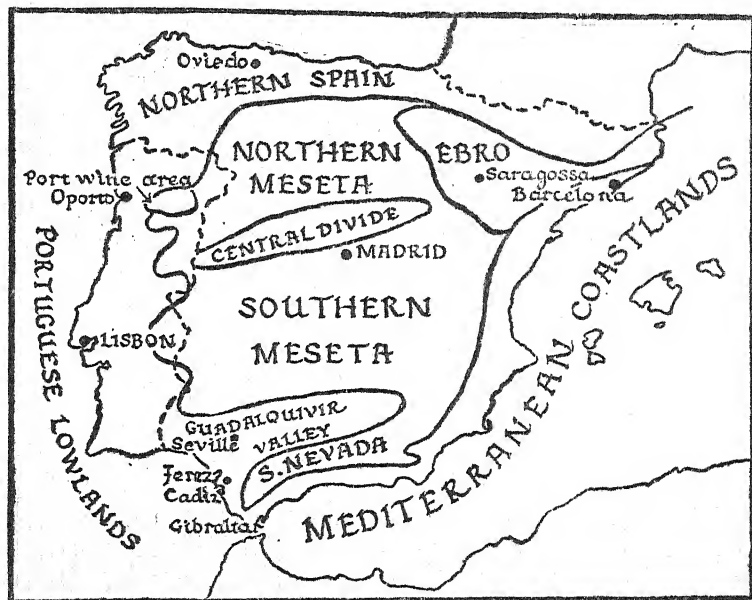 Oviedo
NORTHERN SPAIN
NORTHERN
MESETA
EBRO
Saragossa
Barcelona
Port wine area
Oporto
CENTRAL DIVIDE
MADRID
PORTUGUESE LOWLANDS
LISBON
SOUTHERN
MESETA
MEDITERRANEAN COASTLANDS
GUADALQUIVIR
VALLEY
Seville
S. NEVADA
Jerez
Cadiz
Gibraltar